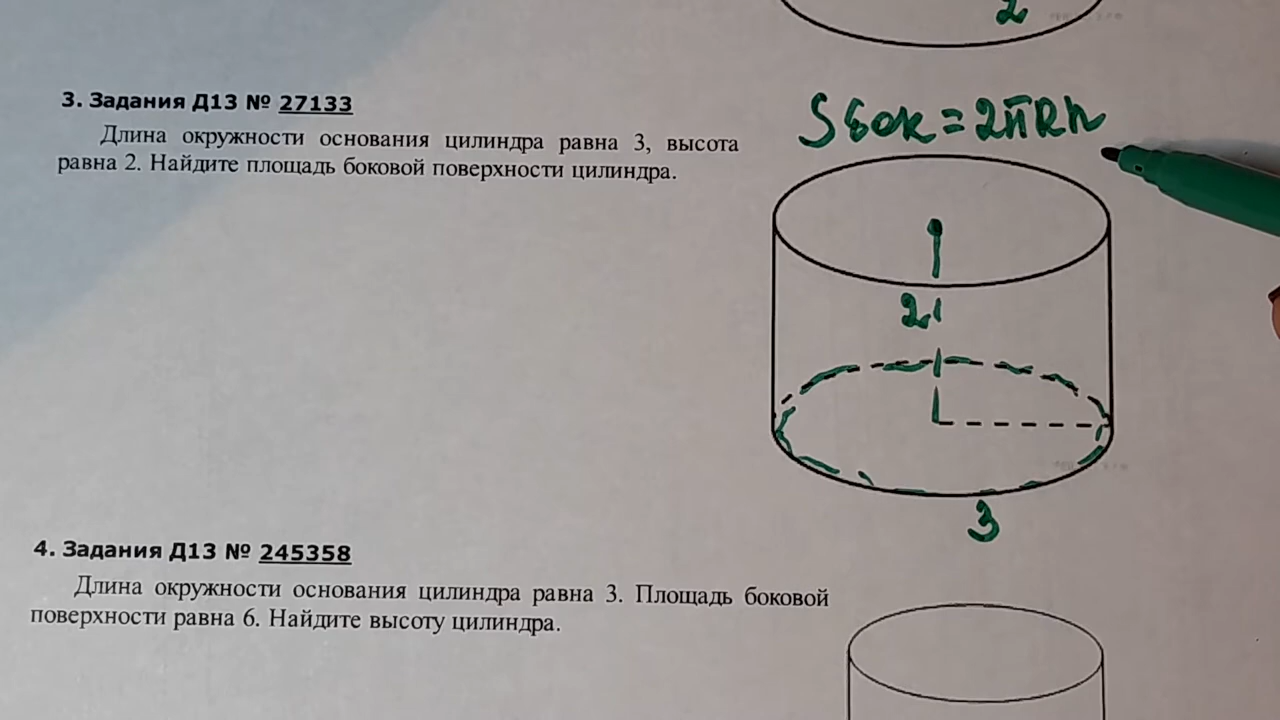 2
3. Задания Д13 № 27133
Sбок = 2πRh
Длина окружности основания цилиндра равна 3, высота
равна 2. Найдите площадь боковой поверхности цилиндра.
2
3
4. Задания Д13 № 245358
Длина окружности основания цилиндра равна 3. Площадь боковой
поверхности равна 6. Найдите высоту цилиндра.